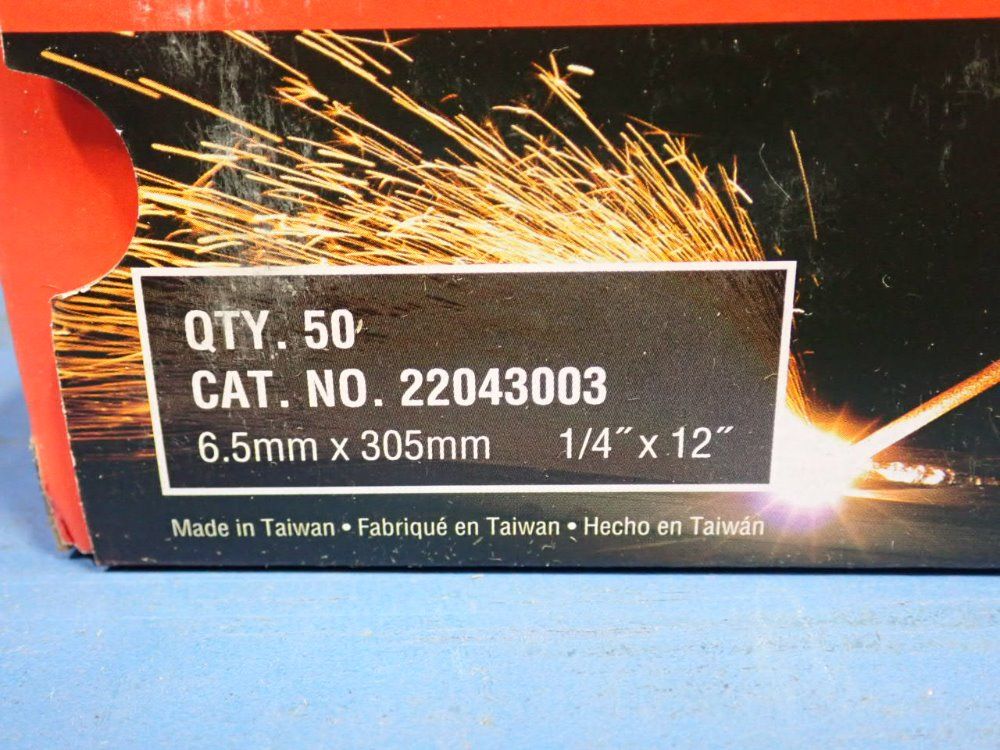 QTY. 50
CAT. NO. 22043003
6.5mm x 305mm 1/4″ x 12″
Made in Taiwan • Fabriqué en Taiwan • Hecho en Taiwán